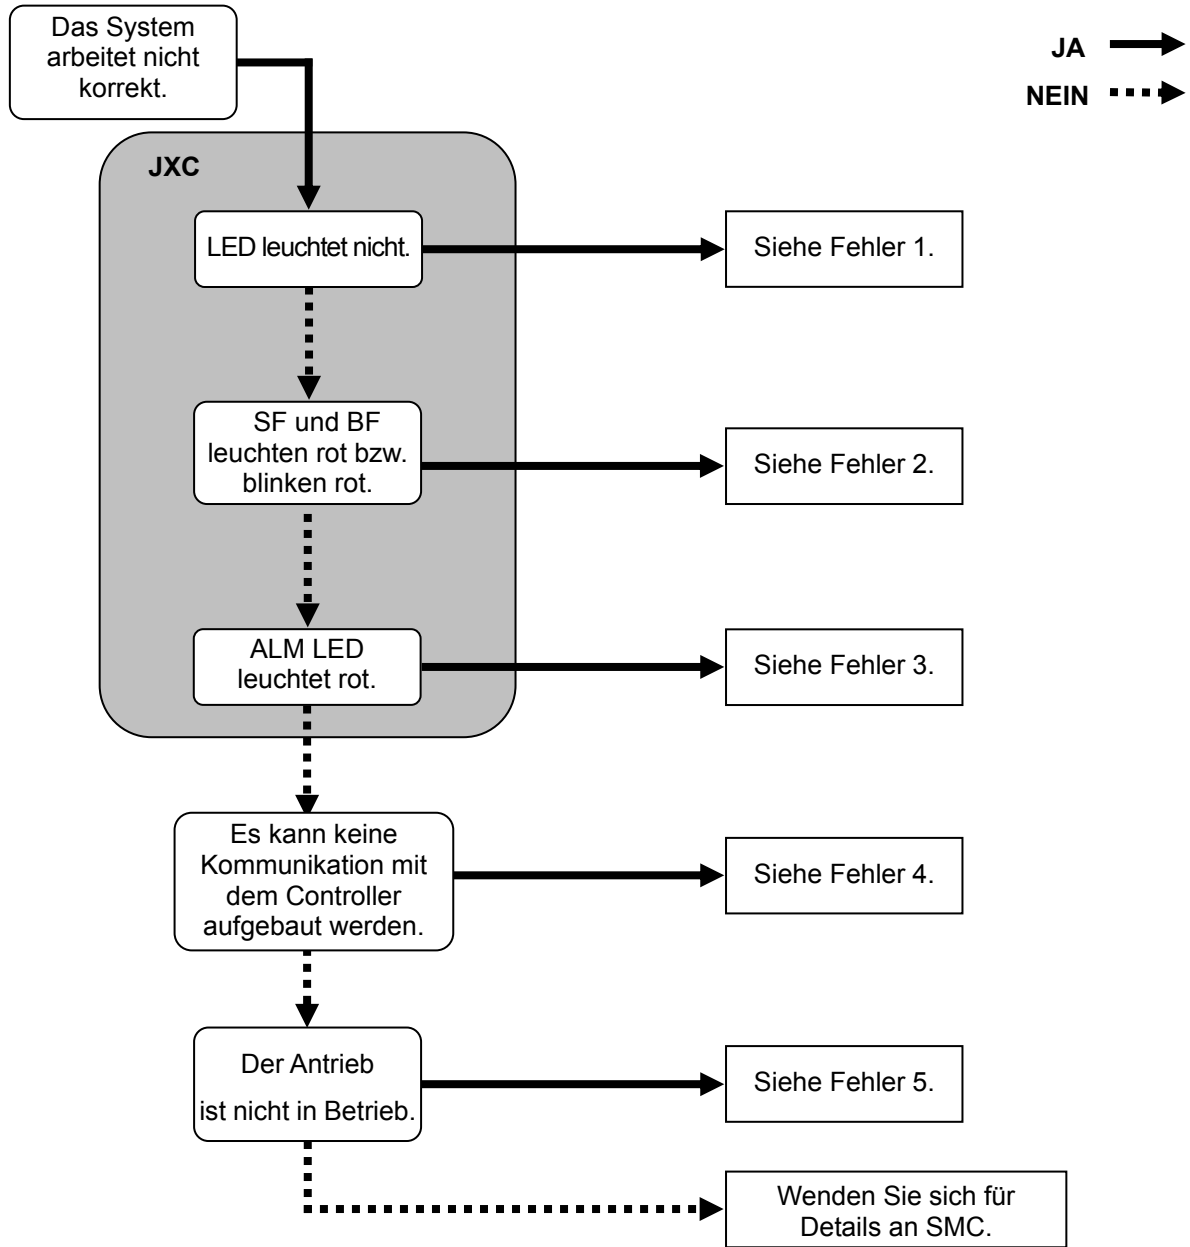 Das System
arbeitet nicht
korrekt.
JA
NEIN
JXC
LED leuchtet nicht.
Siehe Fehler 1.
SF und BF
leuchten rot bzw.
blinken rot.
Siehe Fehler 2.
ALM LED
leuchtet rot.
Siehe Fehler 3.
Es kann keine
Kommunikation mit
dem Controller
aufgebaut werden.
Siehe Fehler 4.
Der Antrieb
ist nicht in Betrieb.
Siehe Fehler 5.
Wenden Sie sich für
Details an SMC.